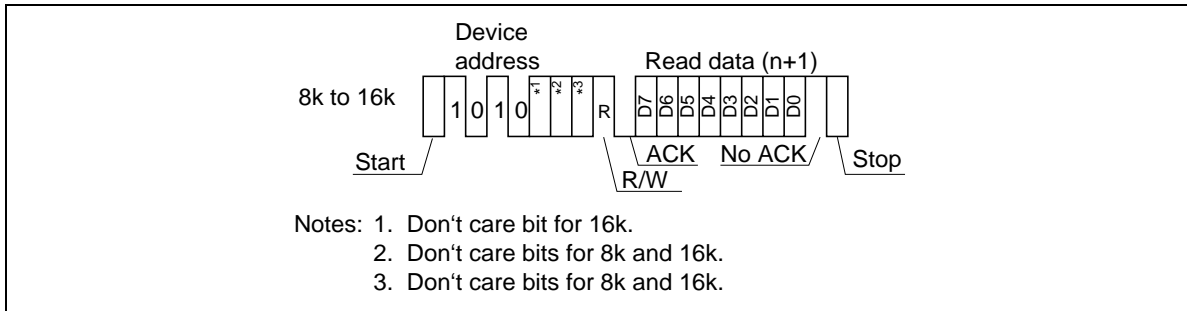 Device
address
Read data (n+1)
8k to 16k
1 0 1 0 *1 *2 *3 R D7 D6 D5 D4 D3 D2 D1 D0
Start
ACK
No ACK
Stop
R/W
Notes: 1. Don‘t care bit for 16k.
2. Don‘t care bits for 8k and 16k.
3. Don‘t care bits for 8k and 16k.